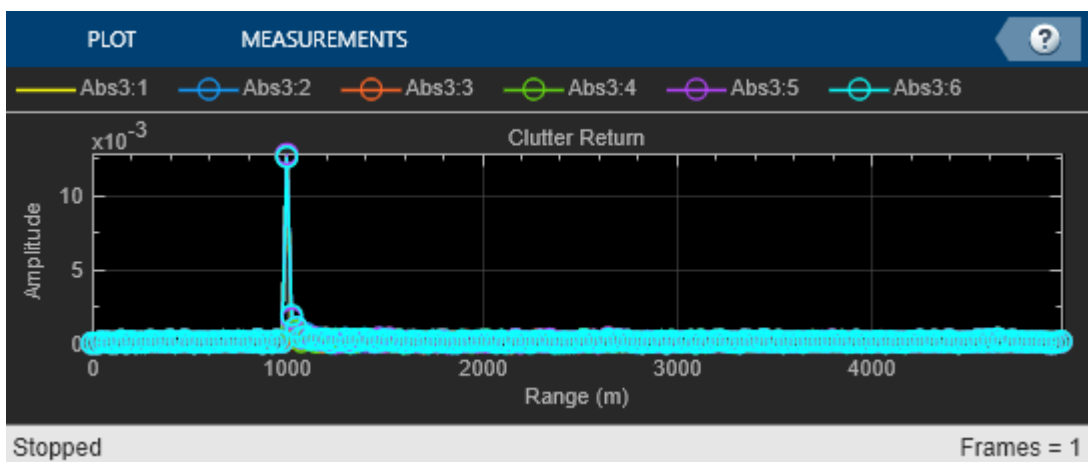 PLOT MEASUREMENTS ?
Abs3:1 Abs3:2 Abs3:3 Abs3:4 Abs3:5 Abs3:6
x10-3
Clutter Return
10
5
0
Amplitude
0 1000 2000 3000 4000
Range (m)
Stopped Frames = 1